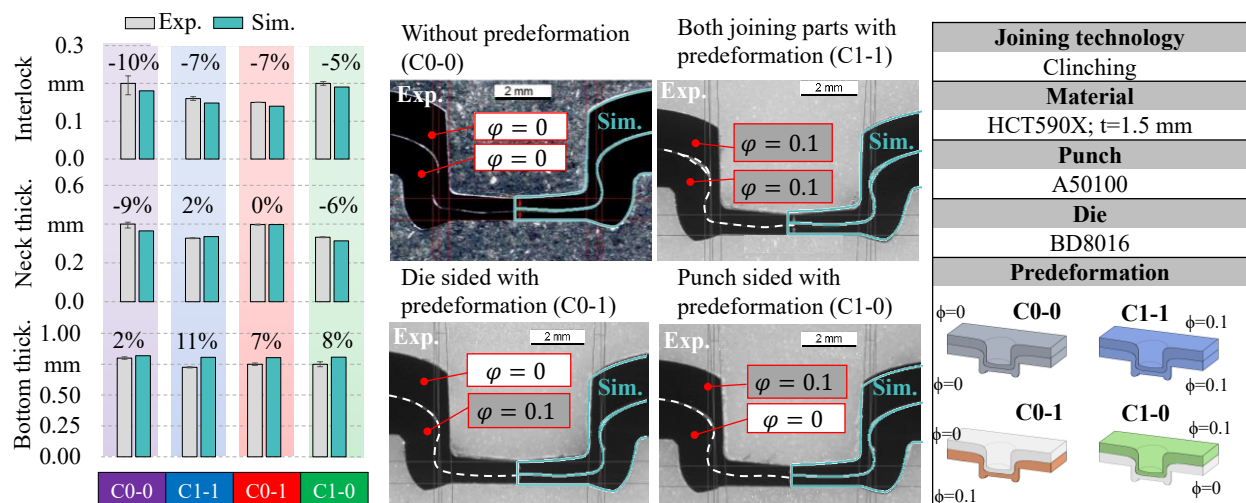 Exp. Sim.
Interlock
0.3
mm
0.1
0.0
-10% -7% -7% -5%
Neck thick.
0.6
mm
0.2
0.0
-9% 2% 0% -6%
Bottom thick.
1.00
mm
0.50
0.25
0.00
2% 11% 7% 8%
C0-0 C1-1 C0-1 C1-0
Without predeformation
(C0-0)
2 mm
Exp.
Sim.
φ = 0
φ = 0
Both joining parts with
predeformation (C1-1)
2 mm
Exp.
Sim.
φ = 0.1
φ = 0.1
Die sided with
predeformation (C0-1)
2 mm
Exp.
Sim.
φ = 0
φ = 0.1
Punch sided with
predeformation (C1-0)
2 mm
Exp.
Sim.
φ = 0.1
φ = 0
Joining technology
Clinching
Material
HCT590X; t=1.5 mm
Punch
A50100
Die
BD8016
Predeformation
ϕ=0 C0-0
ϕ=0
C1-1 ϕ=0.1
ϕ=0.1
C0-1
ϕ=0
ϕ=0.1
C1-0
ϕ=0.1
ϕ=0